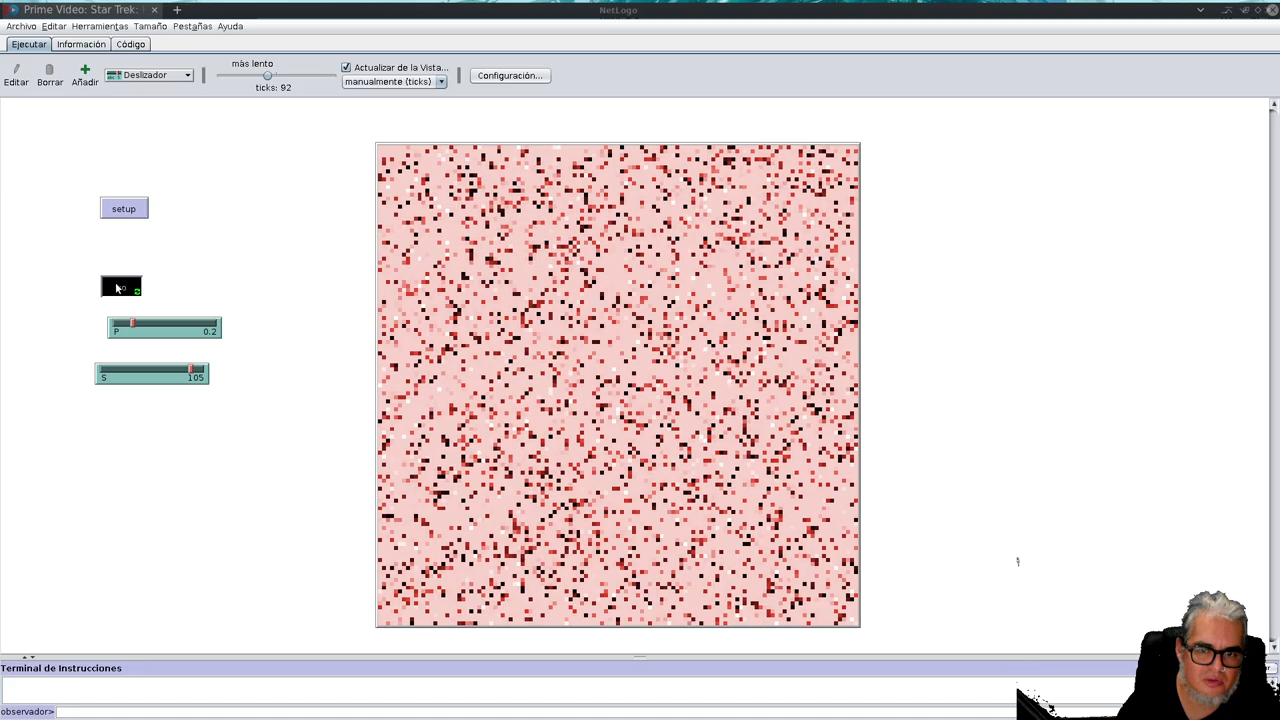 Prime Video: Star Trek:
NetLogo
Archivo Editar Herramientas Tamaño Pestañas Ayuda
Ejecutar Información Código
Editar Borrar Añadir Deslizador
más lento
ticks: 92
Actualizar de la Vista...
manualmente (ticks)
Configuración...
setup
P 0.2
S 105
Terminal de Instrucciones
observador>